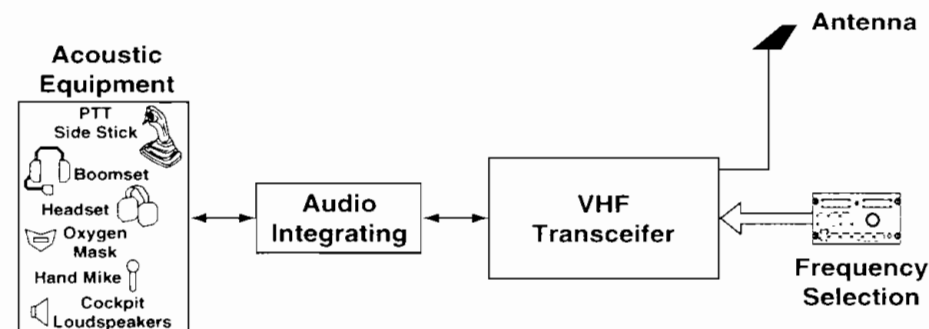 Antenna
Acoustic
Equipment
PTT
Side Stick
Boomset
Headset
Oxygen
Mask
Hand Mike
Cockpit
Loudspeakers
Audio
Integrating
VHF
Transceifer
Frequency
Selection